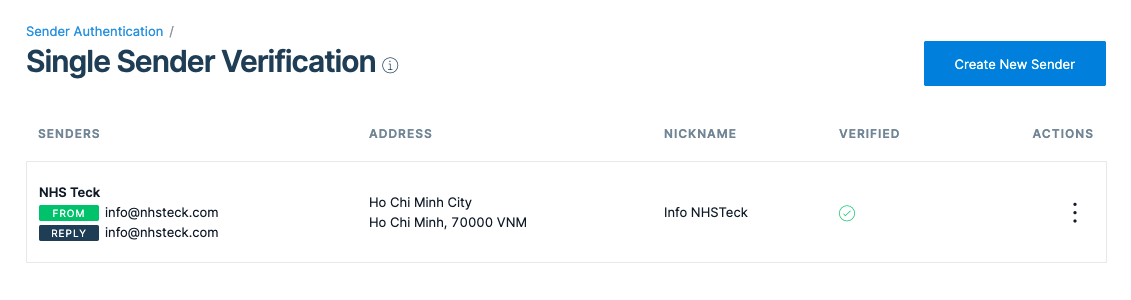 Sender Authentication /
Single Sender Verification
Create New Sender
SENDERS ADDRESS NICKNAME VERIFIED ACTIONS
NHS Teck
FROM info@nhsteck.com
REPLY info@nhsteck.com
Ho Chi Minh City
Ho Chi Minh, 70000 VNM
Info NHSTeck